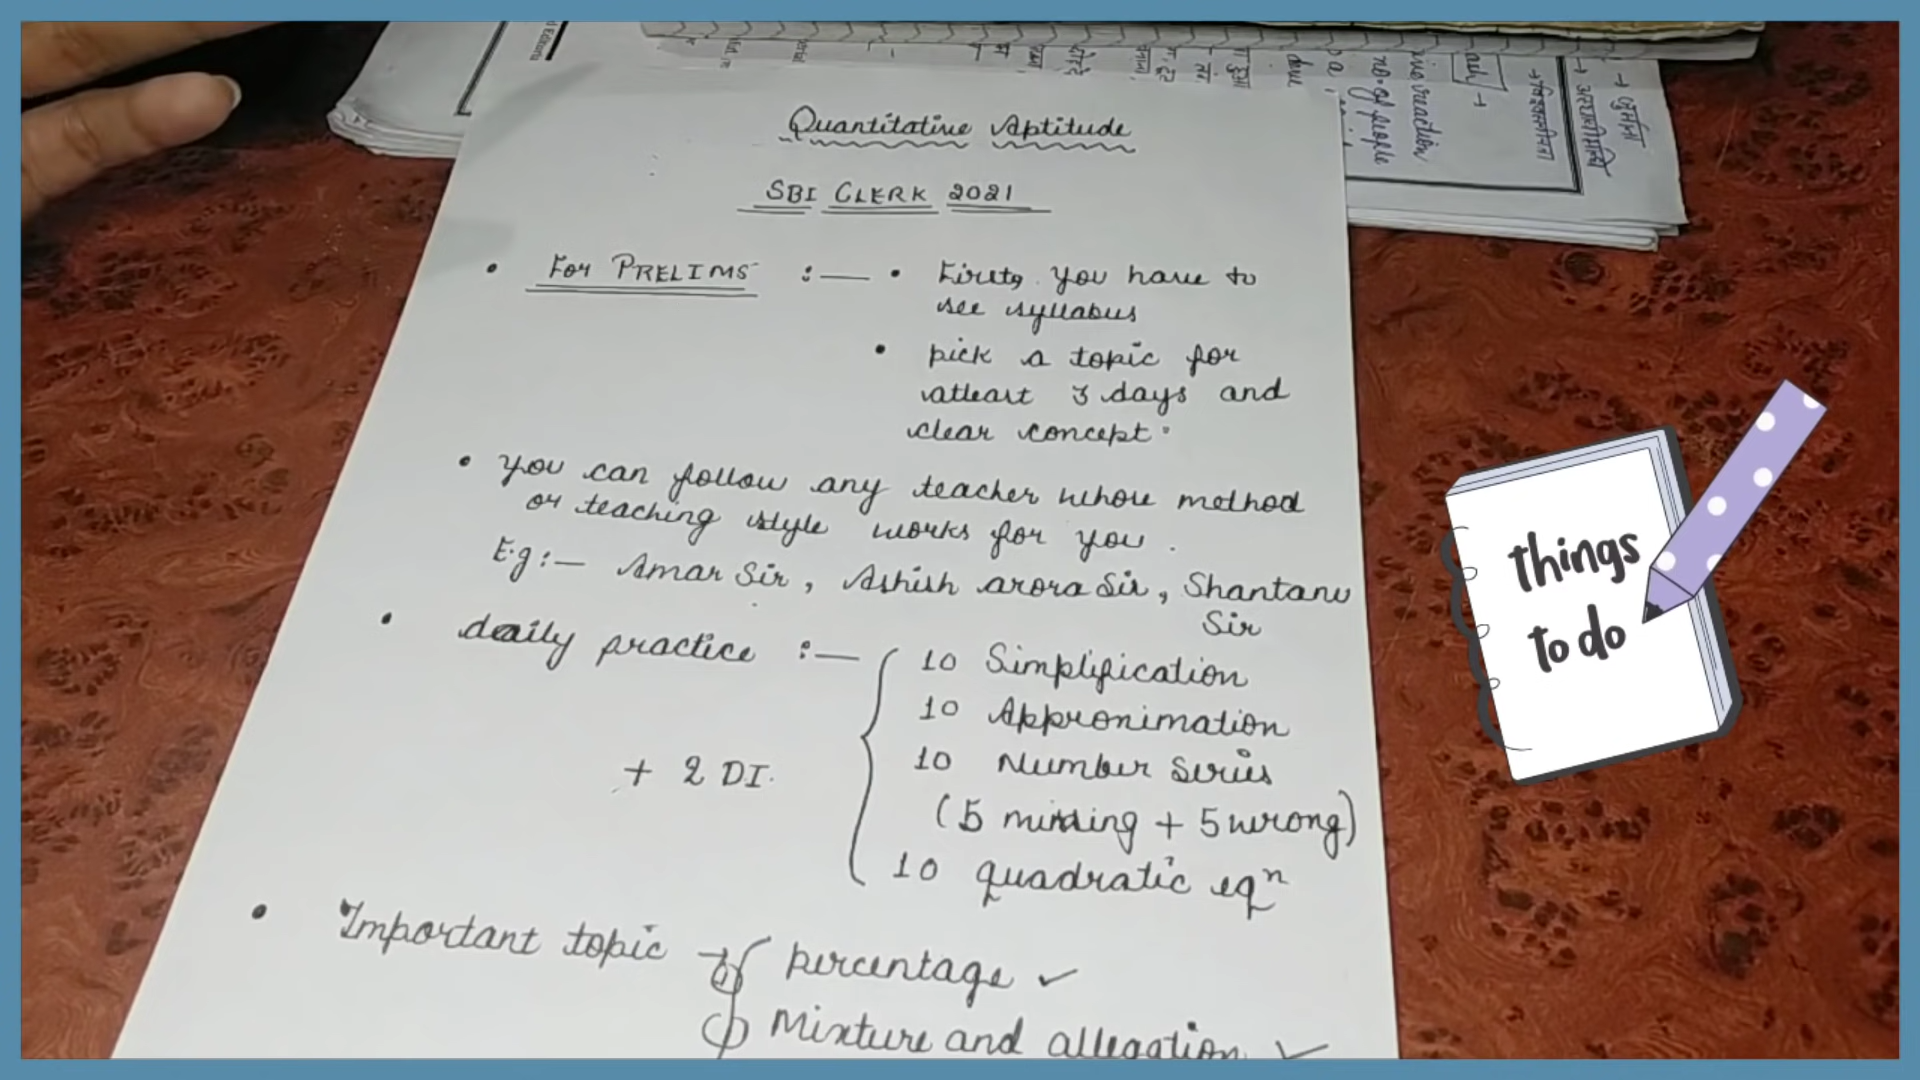 Quantitative Aptitude
SBI CLERK 2021
• For PRELIMS :— • Firstly you have to
see syllabus
• pick a topic for
atleast 3 days and
clear concept.
• you can follow any teacher whose method
or teaching style works for you.
E.g:— Amar Sir, Ashish arora Sir, Shantanu
Sir
• daily practice :— 10 Simplification
10 Approximation
+ 2 DI.
10 Number Series
(5 missing + 5 wrong)
10 quadratic eqⁿ
• Important topic → percentage ✓
Mixture and allegation ✓
things
to do
no. of people